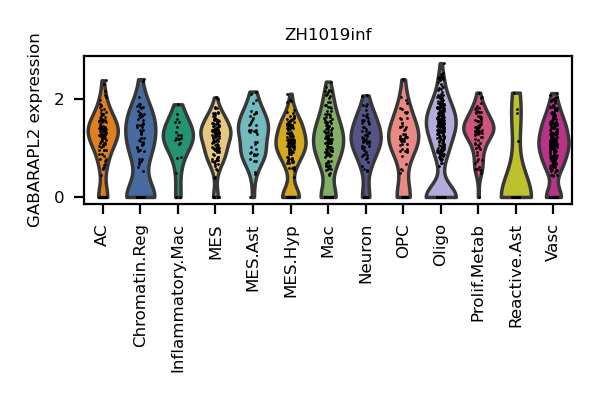 ZH1019inf
GABARAPL2 expression
2
0
AC
Chromatin.Reg
Inflammatory.Mac
MES
MES.Ast
MES.Hyp
Mac
Neuron
OPC
Oligo
Prolif.Metab
Reactive.Ast
Vasc